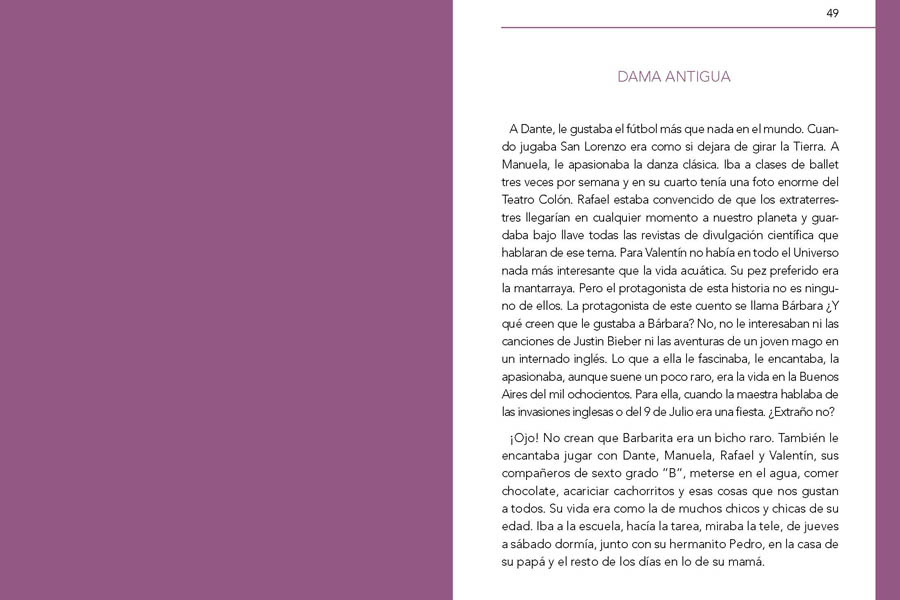 49
DAMA ANTIGUA
A Dante, le gustaba el fútbol más que nada en el mundo. Cuan-
do jugaba San Lorenzo era como si dejara de girar la Tierra. A
Manuela, le apasionaba la danza clásica. Iba a clases de ballet
tres veces por semana y en su cuarto tenía una foto enorme del
Teatro Colón. Rafael estaba convencido de que los extraterres-
tres llegarían en cualquier momento a nuestro planeta y guar-
daba bajo llave todas las revistas de divulgación científica que
hablaran de ese tema. Para Valentín no había en todo el Universo
nada más interesante que la vida acuática. Su pez preferido era
la mantarraya. Pero el protagonista de esta historia no es ningu-
no de ellos. La protagonista de este cuento se llama Bárbara ¿Y
qué creen que le gustaba a Bárbara? No, no le interesaban ni las
canciones de Justin Bieber ni las aventuras de un joven mago en
un internado inglés. Lo que a ella le fascinaba, le encantaba, la
apasionaba, aunque suene un poco raro, era la vida en la Buenos
Aires del mil ochocientos. Para ella, cuando la maestra hablaba de
las invasiones inglesas o del 9 de Julio era una fiesta. ¿Extraño no?
¡Ojo! No crean que Barbarita era un bicho raro. También le
encantaba jugar con Dante, Manuela, Rafael y Valentín, sus
compañeros de sexto grado “B”, meterse en el agua, comer
chocolate, acariciar cachorritos y esas cosas que nos gustan
a todos. Su vida era como la de muchos chicos y chicas de su
edad. Iba a la escuela, hacía la tarea, miraba la tele, de jueves
a sábado dormía, junto con su hermanito Pedro, en la casa de
su papá y el resto de los días en lo de su mamá.